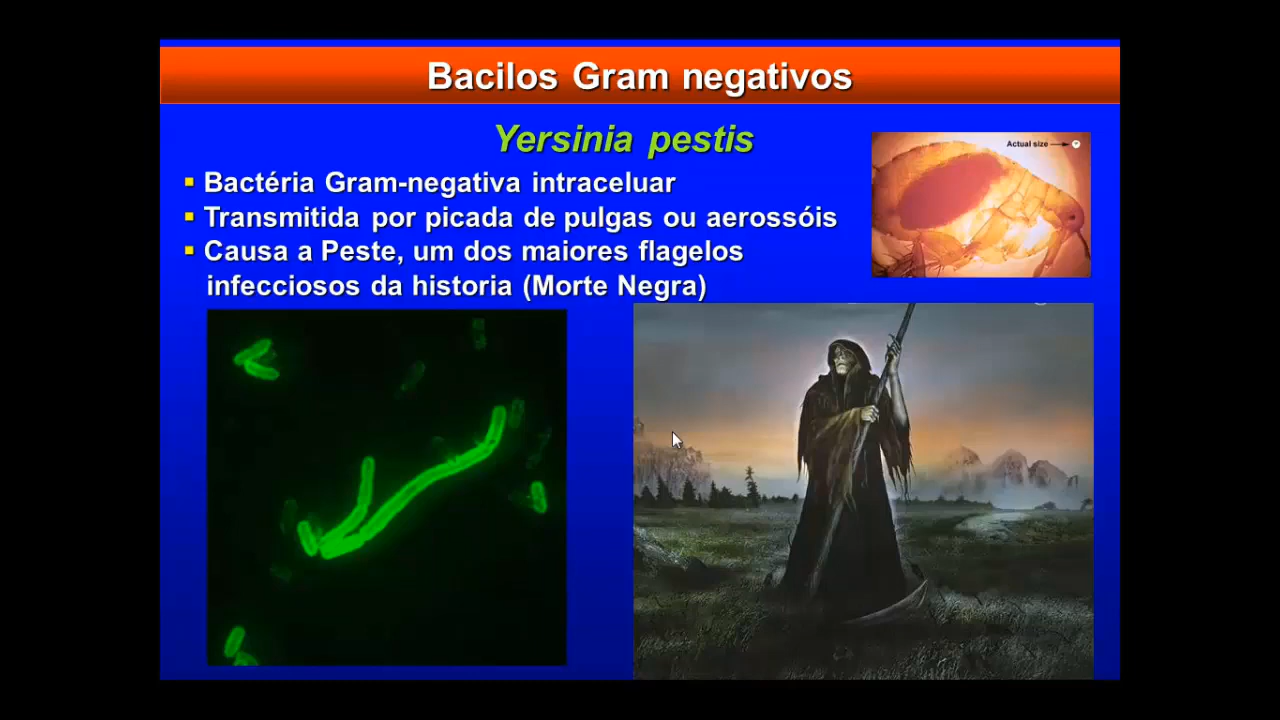 Bacilos Gram negativos
Yersinia pestis
Actual size
▪ Bactéria Gram-negativa intraceluar
▪ Transmitida por picada de pulgas ou aerossóis
▪ Causa a Peste, um dos maiores flagelos
infecciosos da historia (Morte Negra)